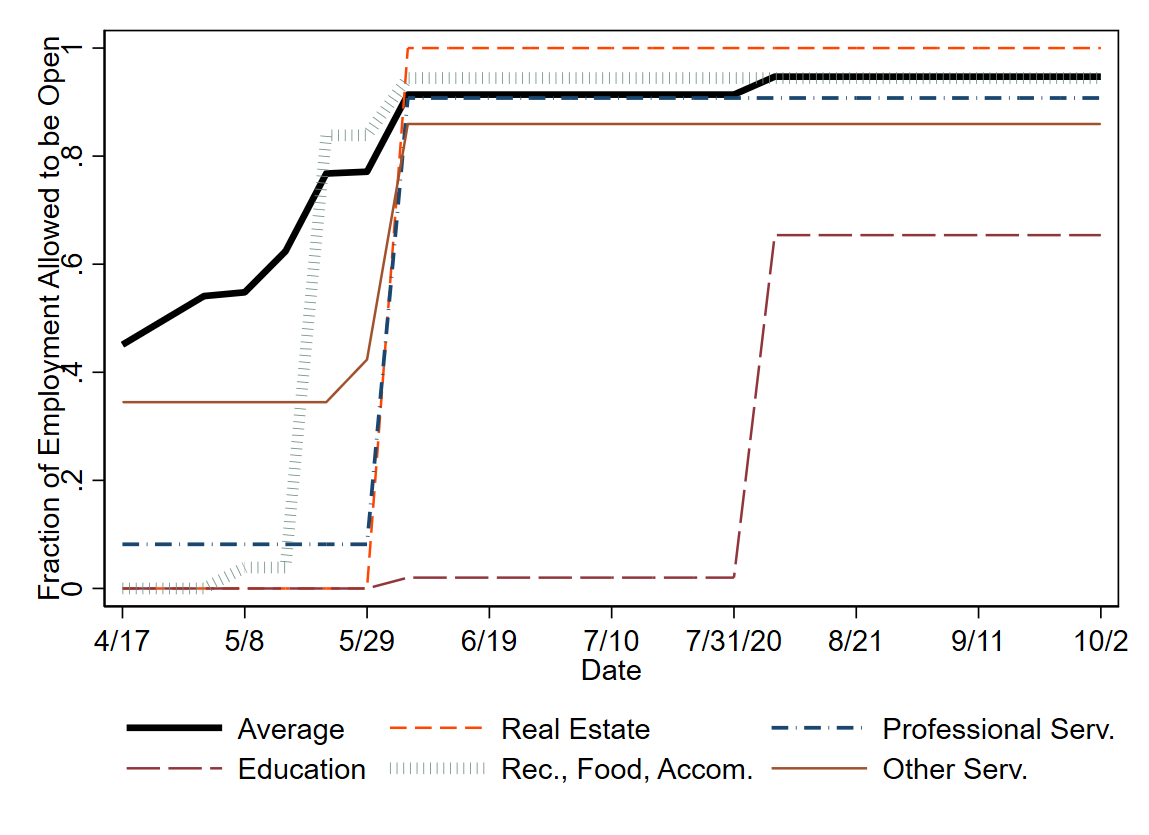 Fraction of Employment Allowed to be Open
1
.8
.6
.4
.2
0
4/17 5/8 5/29 6/19 7/10 7/31/20 8/21 9/11 10/2
Date
Average Real Estate Professional Serv.
Education Rec., Food, Accom. Other Serv.